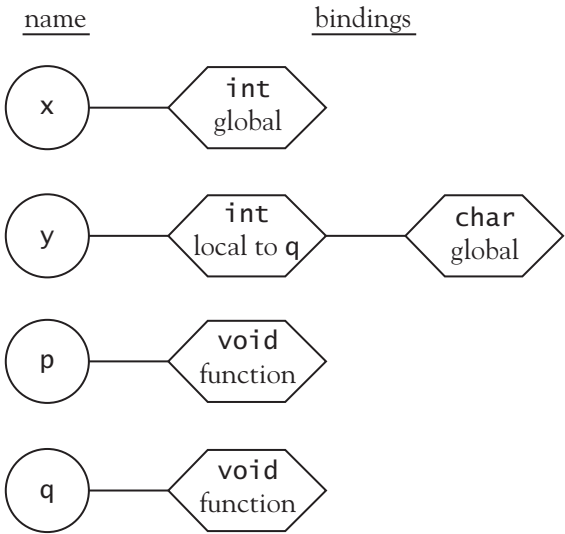 name bindings
x int
global
y int
local to q char
global
p void
function
q void
function